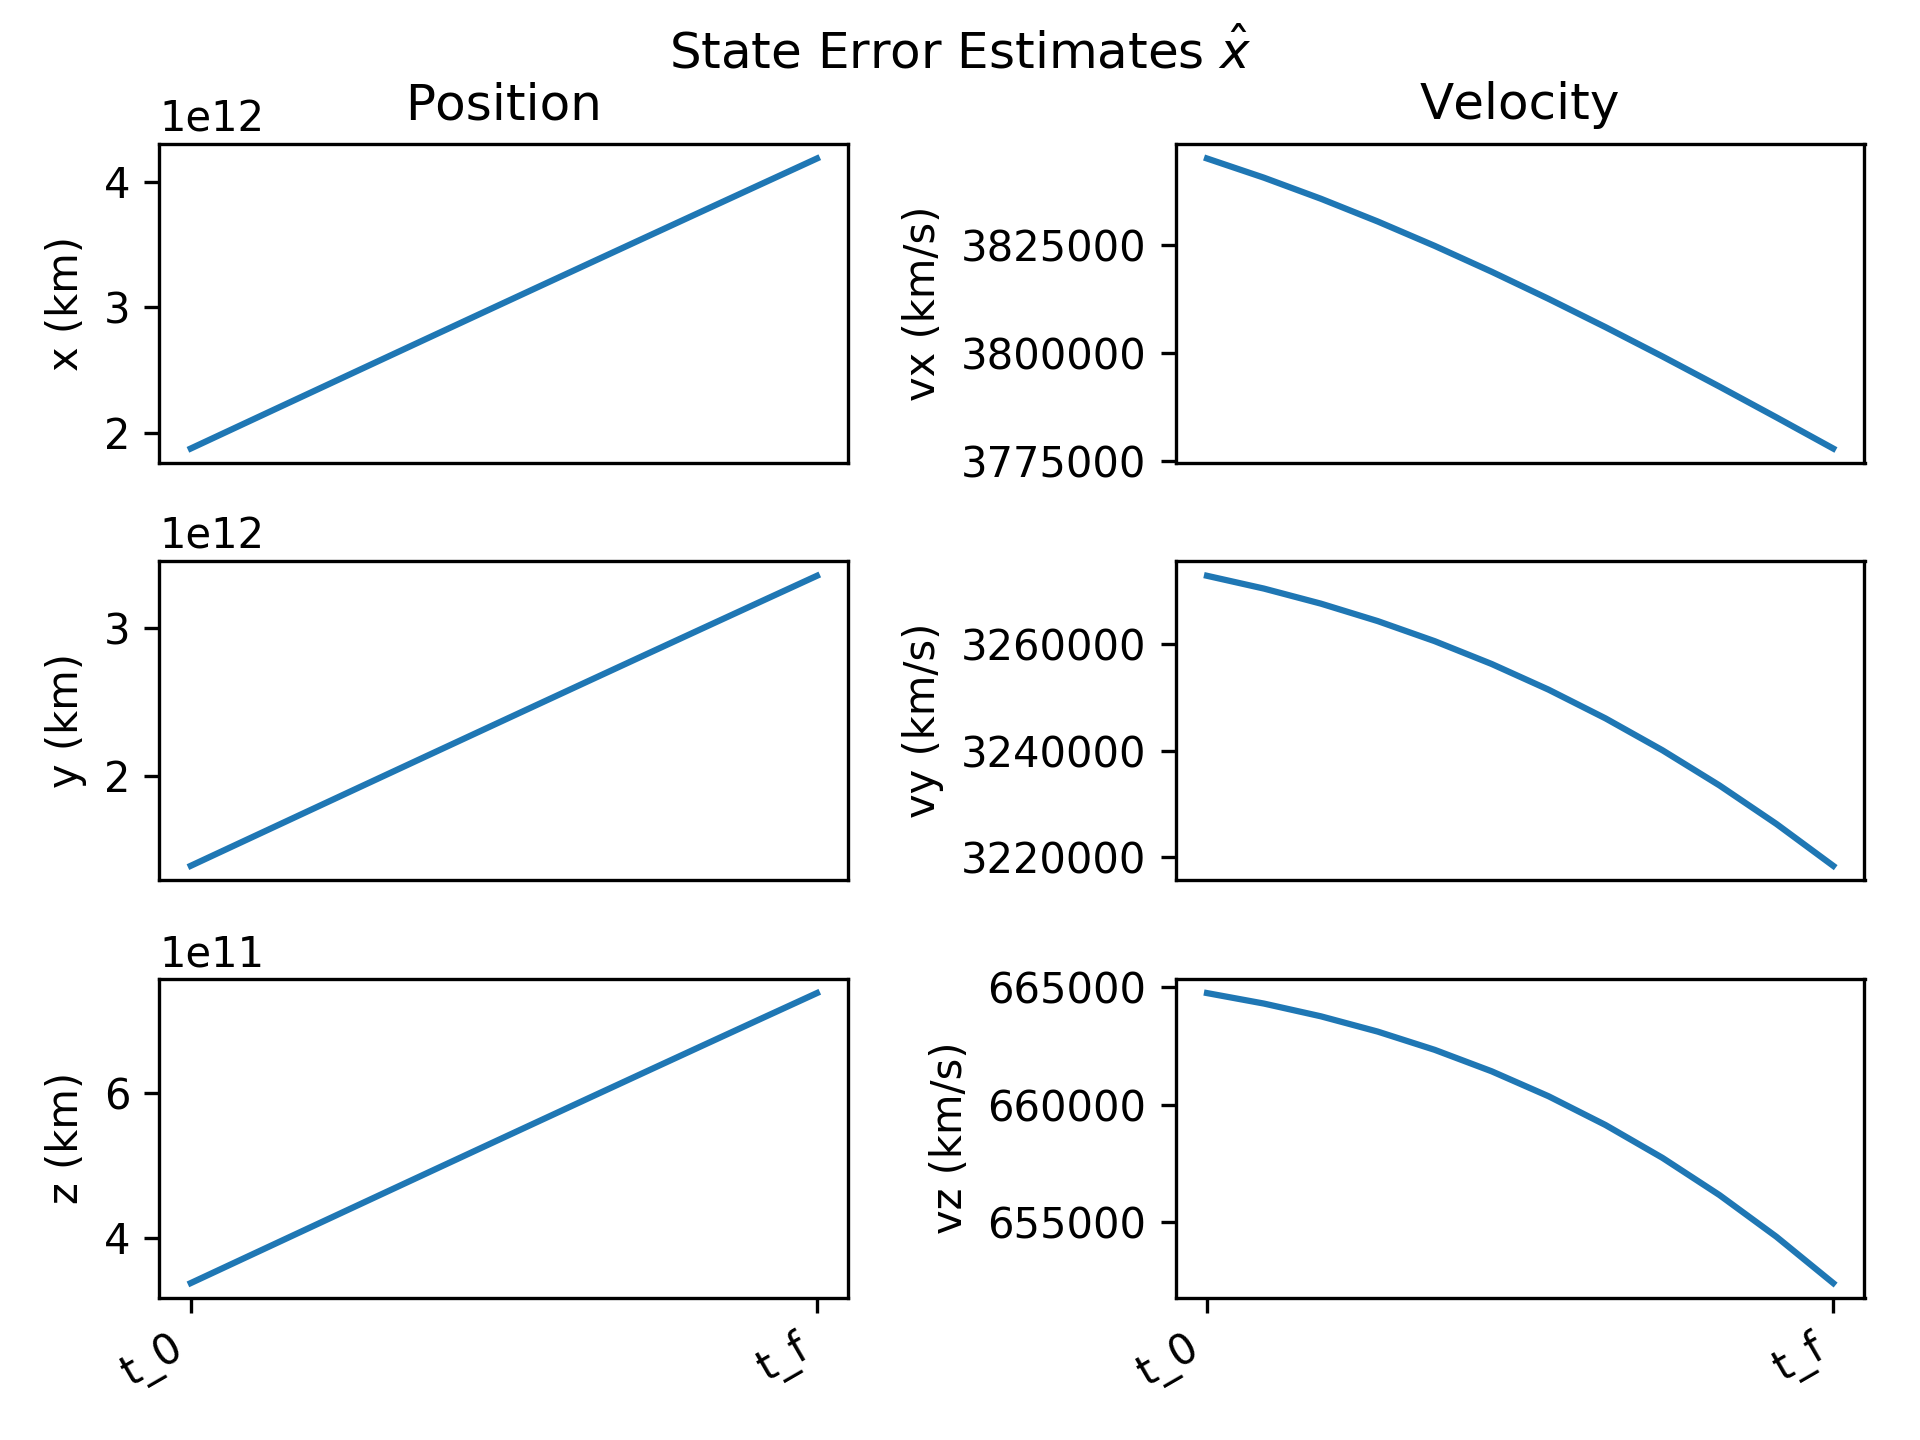 State Error Estimates x̂
Position
Velocity
1e12
x (km)
4
3
2
vx (km/s)
3825000
3800000
3775000
1e12
y (km)
3
2
vy (km/s)
3260000
3240000
3220000
1e11
z (km)
6
4
vz (km/s)
665000
660000
655000
t_0
t_f
t_0
t_f